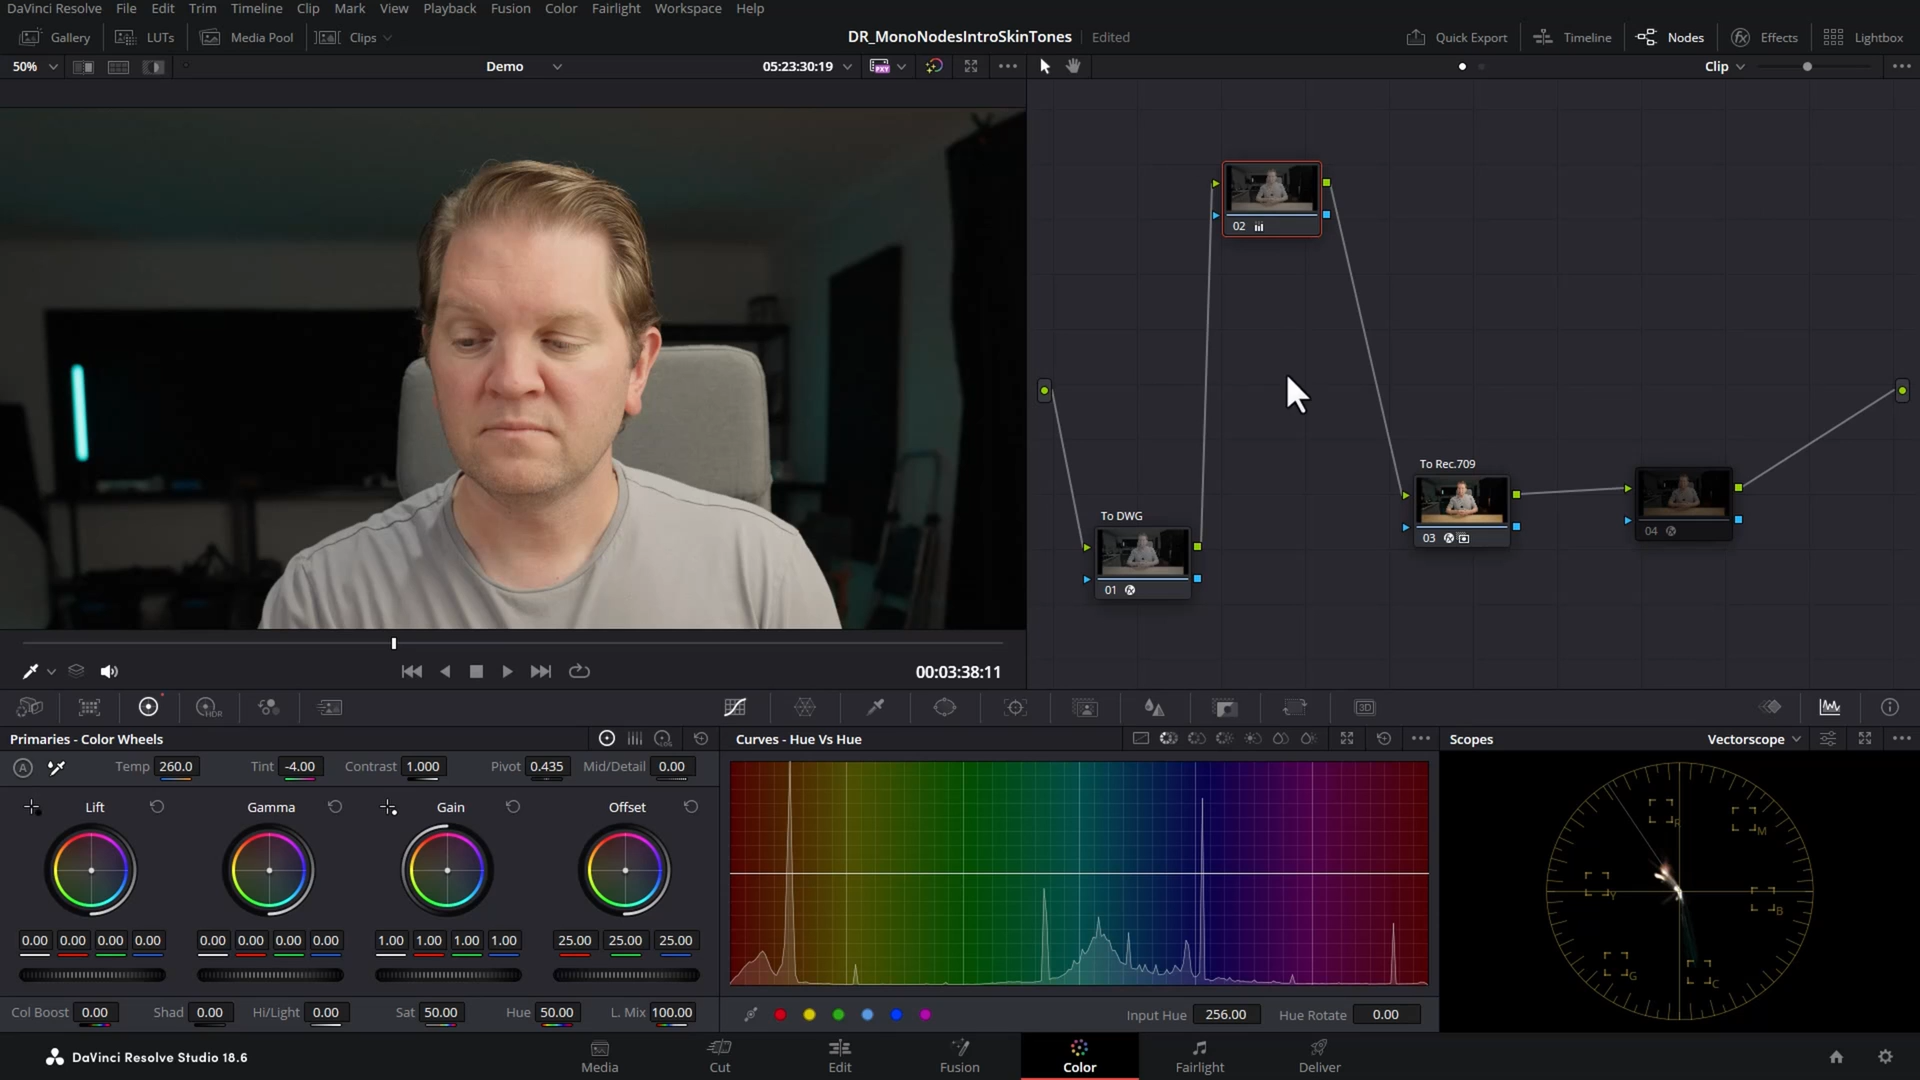 DaVinci Resolve File Edit Trim Timeline Clip Mark View Playback Fusion Color Fairlight Workspace Help
Gallery LUTs Media Pool Clips DR_MonoNodesIntroSkinTones Edited Quick Export Timeline Nodes Effects Lightbox
50% Demo 05:23:30:19 PXY Clip
02
To Rec.709
03
04
To DWG
01
00:03:38:11
HDR 3D
Primaries - Color Wheels Curves - Hue Vs Hue Scopes Vectorscope
A Temp 260.0 Tint -4.00 Contrast 1.000 Pivot 0.435 Mid/Detail 0.00
Lift Gamma Gain Offset
R M
Y B
G C
0.00 0.00 0.00 0.00 0.00 0.00 0.00 0.00 1.00 1.00 1.00 1.00 25.00 25.00 25.00
Col Boost 0.00 Shad 0.00 Hi/Light 0.00 Sat 50.00 Hue 50.00 L. Mix 100.00 Input Hue 256.00 Hue Rotate 0.00
DaVinci Resolve Studio 18.6 Media Cut Edit Fusion Color Fairlight Deliver